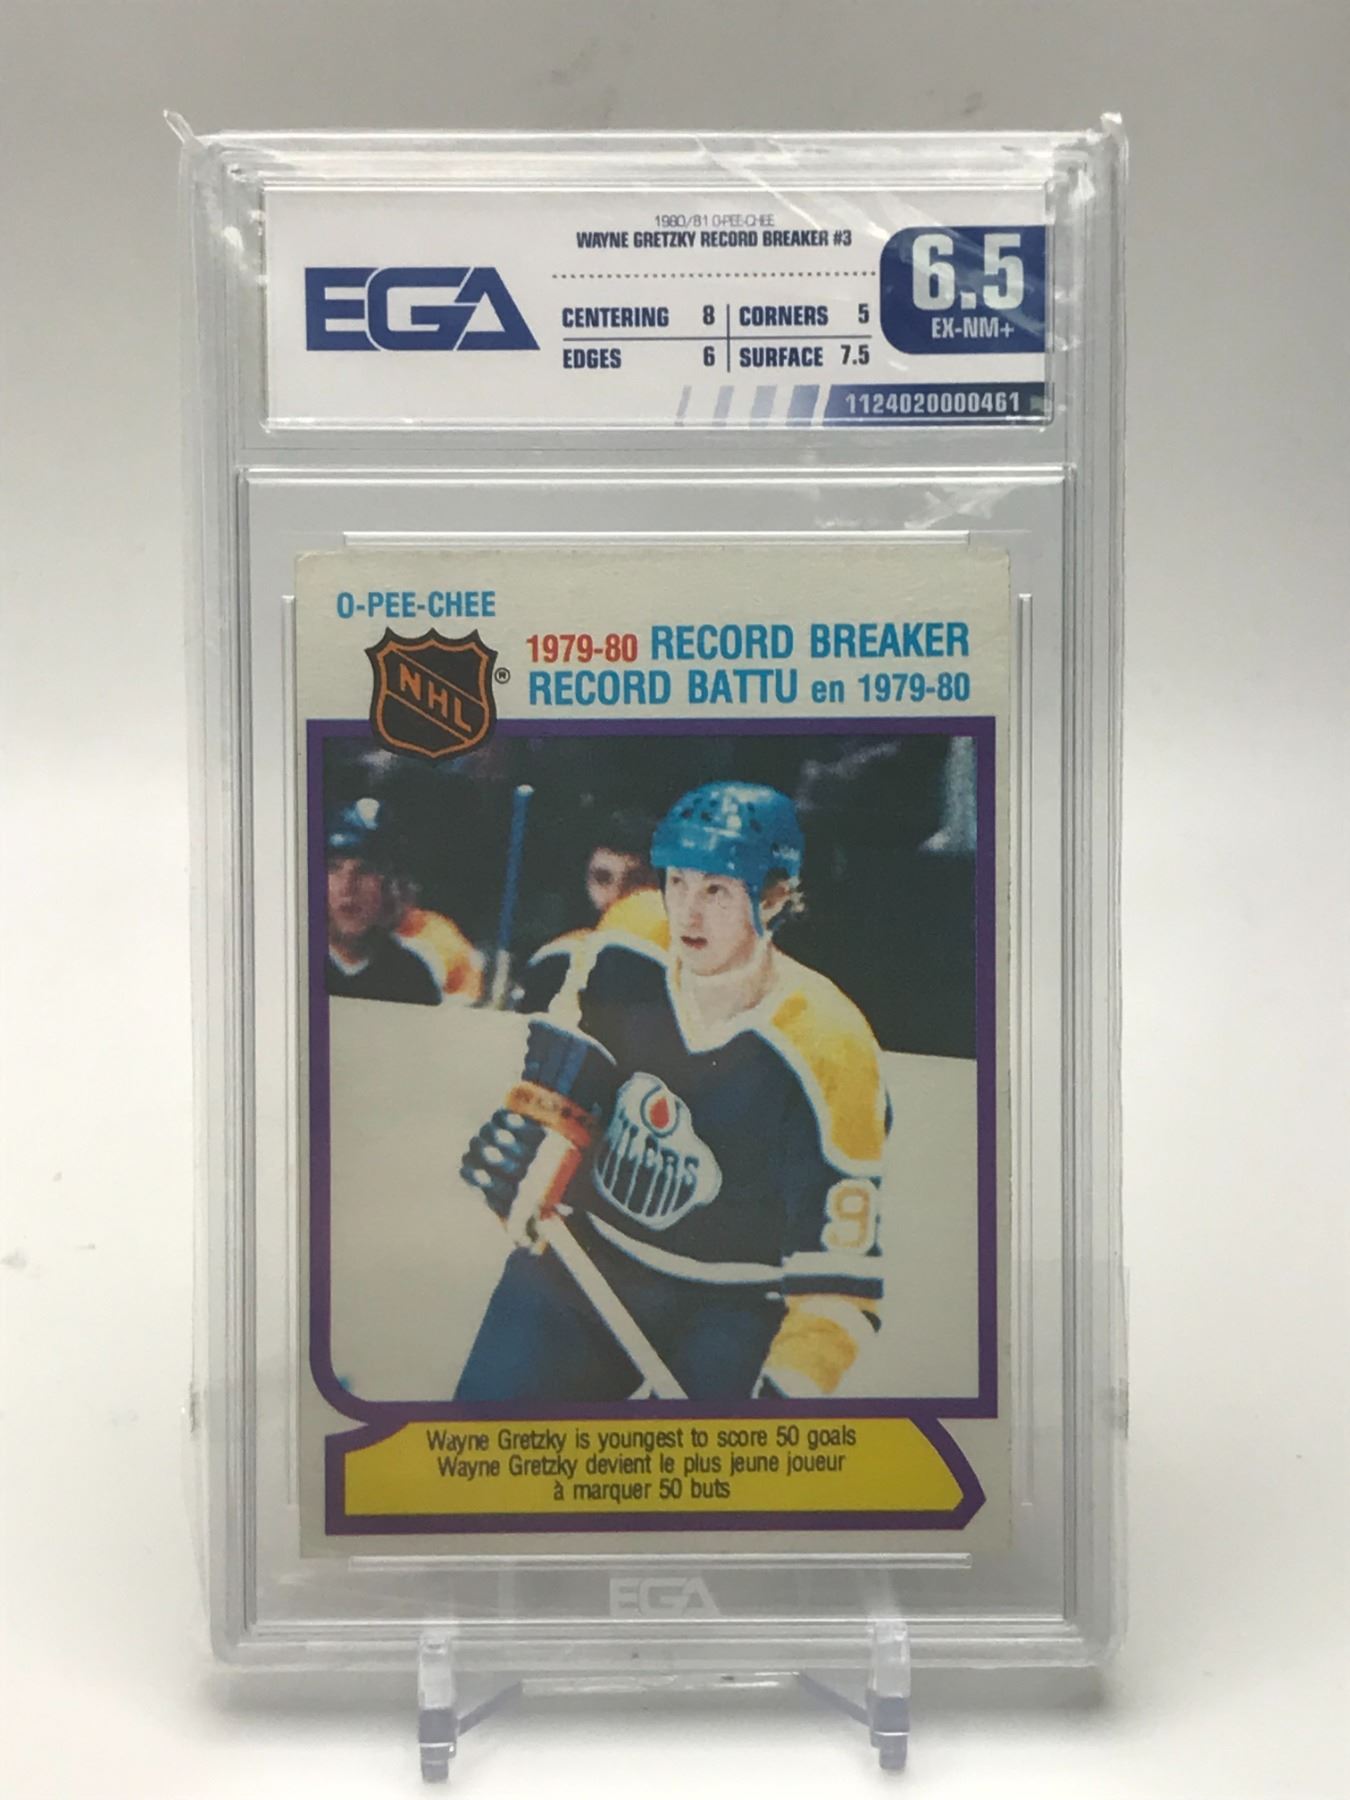 1980/81 O-PEE-CHEE
WAYNE GRETZKY RECORD BREAKER #3
EGA
CENTERING 8 CORNERS 5
EDGES 6 SURFACE 7.5
6.5
EX-NM+
1124020000461
O-PEE-CHEE
NHL
®
1979-80 RECORD BREAKER
RECORD BATTU en 1979-80
OILERS
9
Wayne Gretzky is youngest to score 50 goals
Wayne Gretzky devient le plus jeune joueur
à marquer 50 buts
EGA